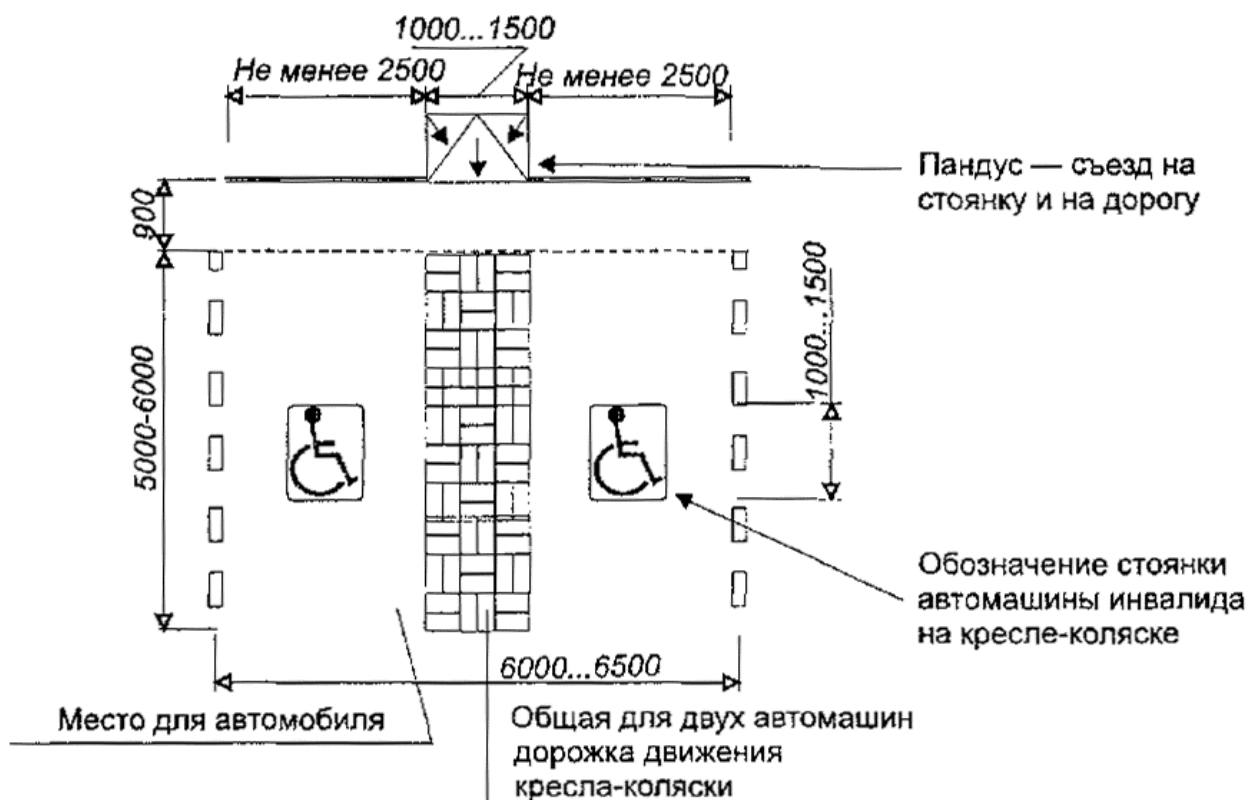 1000...1500
Не менее 2500
Не менее 2500
Пандус — съезд на
стоянку и на дорогу
900
1000...1500
5000-6000
Обозначение стоянки
автомашины инвалида
на кресле-коляске
6000...6500
Место для автомобиля
Общая для двух автомашин
дорожка движения
кресла-коляски